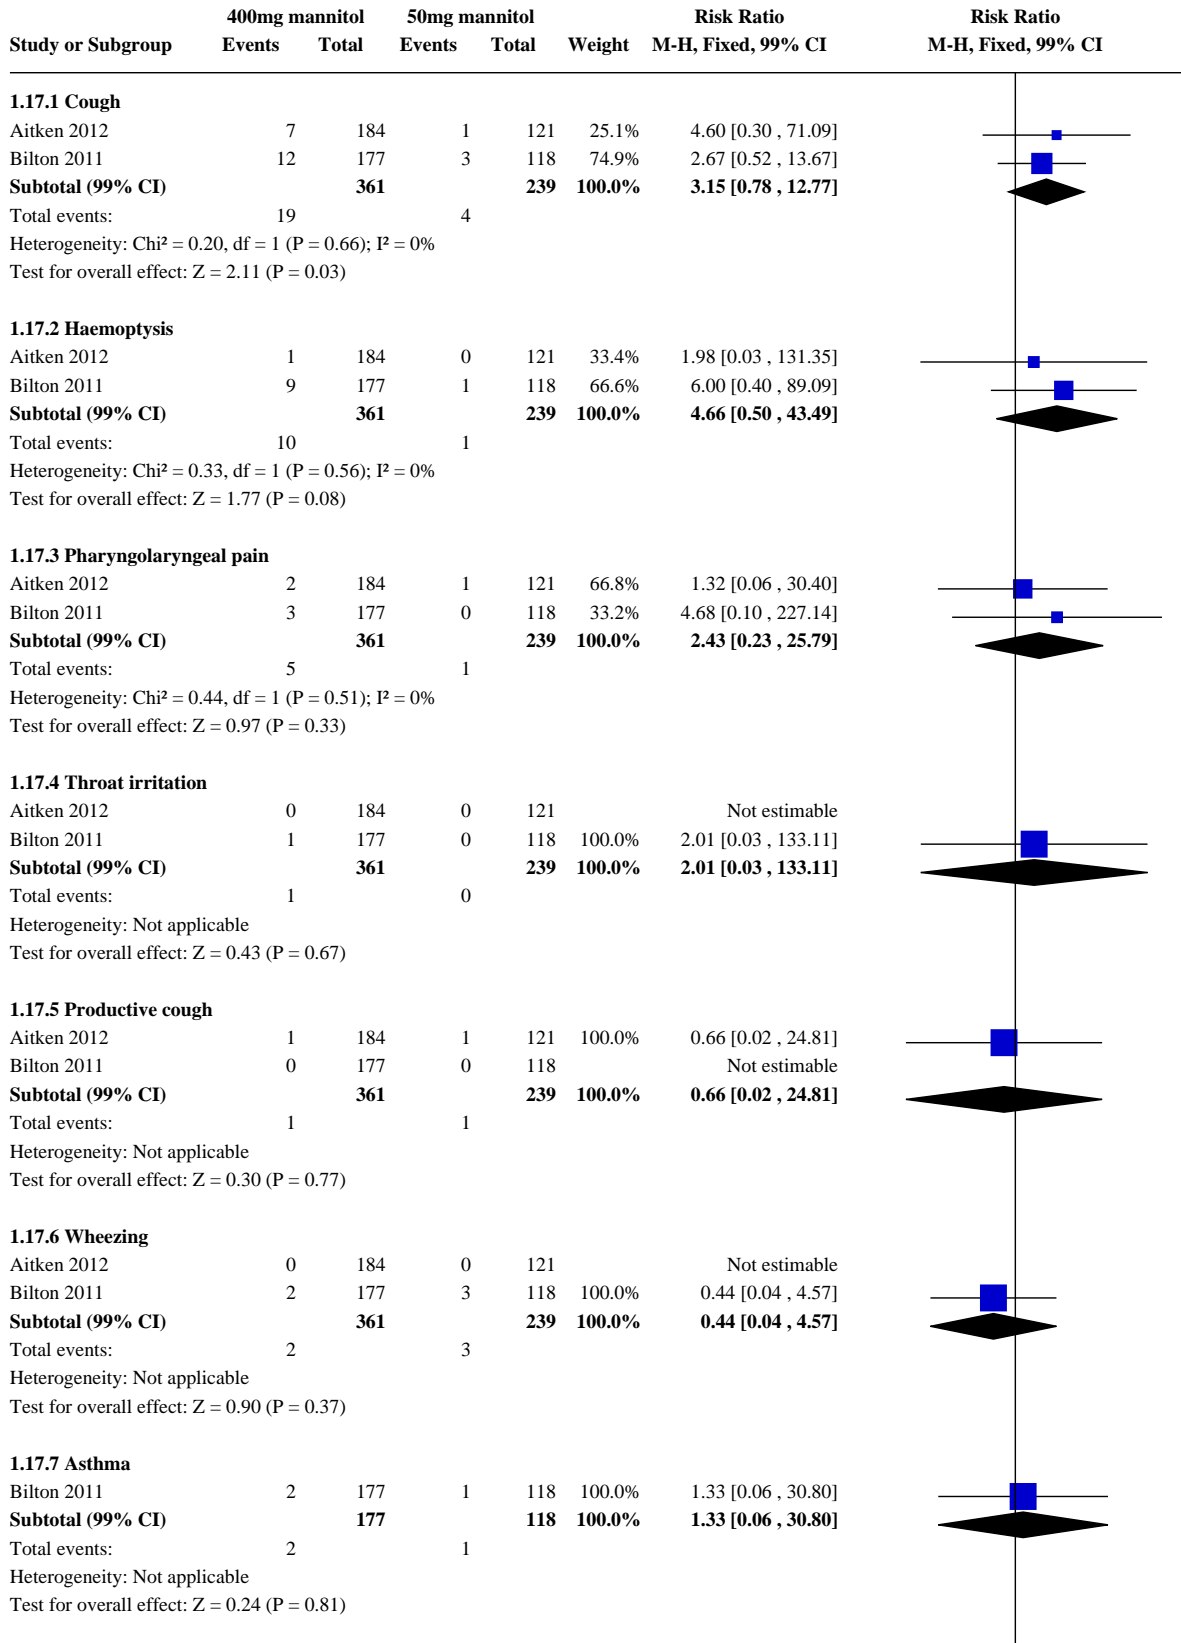 400mg mannitol 50mg mannitol Risk Ratio Risk Ratio
Study or Subgroup Events Total Events Total Weight M-H, Fixed, 99% CI M-H, Fixed, 99% CI
1.17.1 Cough
Aitken 2012 7 184 1 121 25.1% 4.60 [0.30 , 71.09]
Bilton 2011 12 177 3 118 74.9% 2.67 [0.52 , 13.67]
Subtotal (99% CI) 361 239 100.0% 3.15 [0.78 , 12.77]
Total events: 19 4
Heterogeneity: Chi² = 0.20, df = 1 (P = 0.66); I² = 0%
Test for overall effect: Z = 2.11 (P = 0.03)
1.17.2 Haemoptysis
Aitken 2012 1 184 0 121 33.4% 1.98 [0.03 , 131.35]
Bilton 2011 9 177 1 118 66.6% 6.00 [0.40 , 89.09]
Subtotal (99% CI) 361 239 100.0% 4.66 [0.50 , 43.49]
Total events: 10 1
Heterogeneity: Chi² = 0.33, df = 1 (P = 0.56); I² = 0%
Test for overall effect: Z = 1.77 (P = 0.08)
1.17.3 Pharyngolaryngeal pain
Aitken 2012 2 184 1 121 66.8% 1.32 [0.06 , 30.40]
Bilton 2011 3 177 0 118 33.2% 4.68 [0.10 , 227.14]
Subtotal (99% CI) 361 239 100.0% 2.43 [0.23 , 25.79]
Total events: 5 1
Heterogeneity: Chi² = 0.44, df = 1 (P = 0.51); I² = 0%
Test for overall effect: Z = 0.97 (P = 0.33)
1.17.4 Throat irritation
Aitken 2012 0 184 0 121 Not estimable
Bilton 2011 1 177 0 118 100.0% 2.01 [0.03 , 133.11]
Subtotal (99% CI) 361 239 100.0% 2.01 [0.03 , 133.11]
Total events: 1 0
Heterogeneity: Not applicable
Test for overall effect: Z = 0.43 (P = 0.67)
1.17.5 Productive cough
Aitken 2012 1 184 1 121 100.0% 0.66 [0.02 , 24.81]
Bilton 2011 0 177 0 118 Not estimable
Subtotal (99% CI) 361 239 100.0% 0.66 [0.02 , 24.81]
Total events: 1 1
Heterogeneity: Not applicable
Test for overall effect: Z = 0.30 (P = 0.77)
1.17.6 Wheezing
Aitken 2012 0 184 0 121 Not estimable
Bilton 2011 2 177 3 118 100.0% 0.44 [0.04 , 4.57]
Subtotal (99% CI) 361 239 100.0% 0.44 [0.04 , 4.57]
Total events: 2 3
Heterogeneity: Not applicable
Test for overall effect: Z = 0.90 (P = 0.37)
1.17.7 Asthma
Bilton 2011 2 177 1 118 100.0% 1.33 [0.06 , 30.80]
Subtotal (99% CI) 177 118 100.0% 1.33 [0.06 , 30.80]
Total events: 2 1
Heterogeneity: Not applicable
Test for overall effect: Z = 0.24 (P = 0.81)